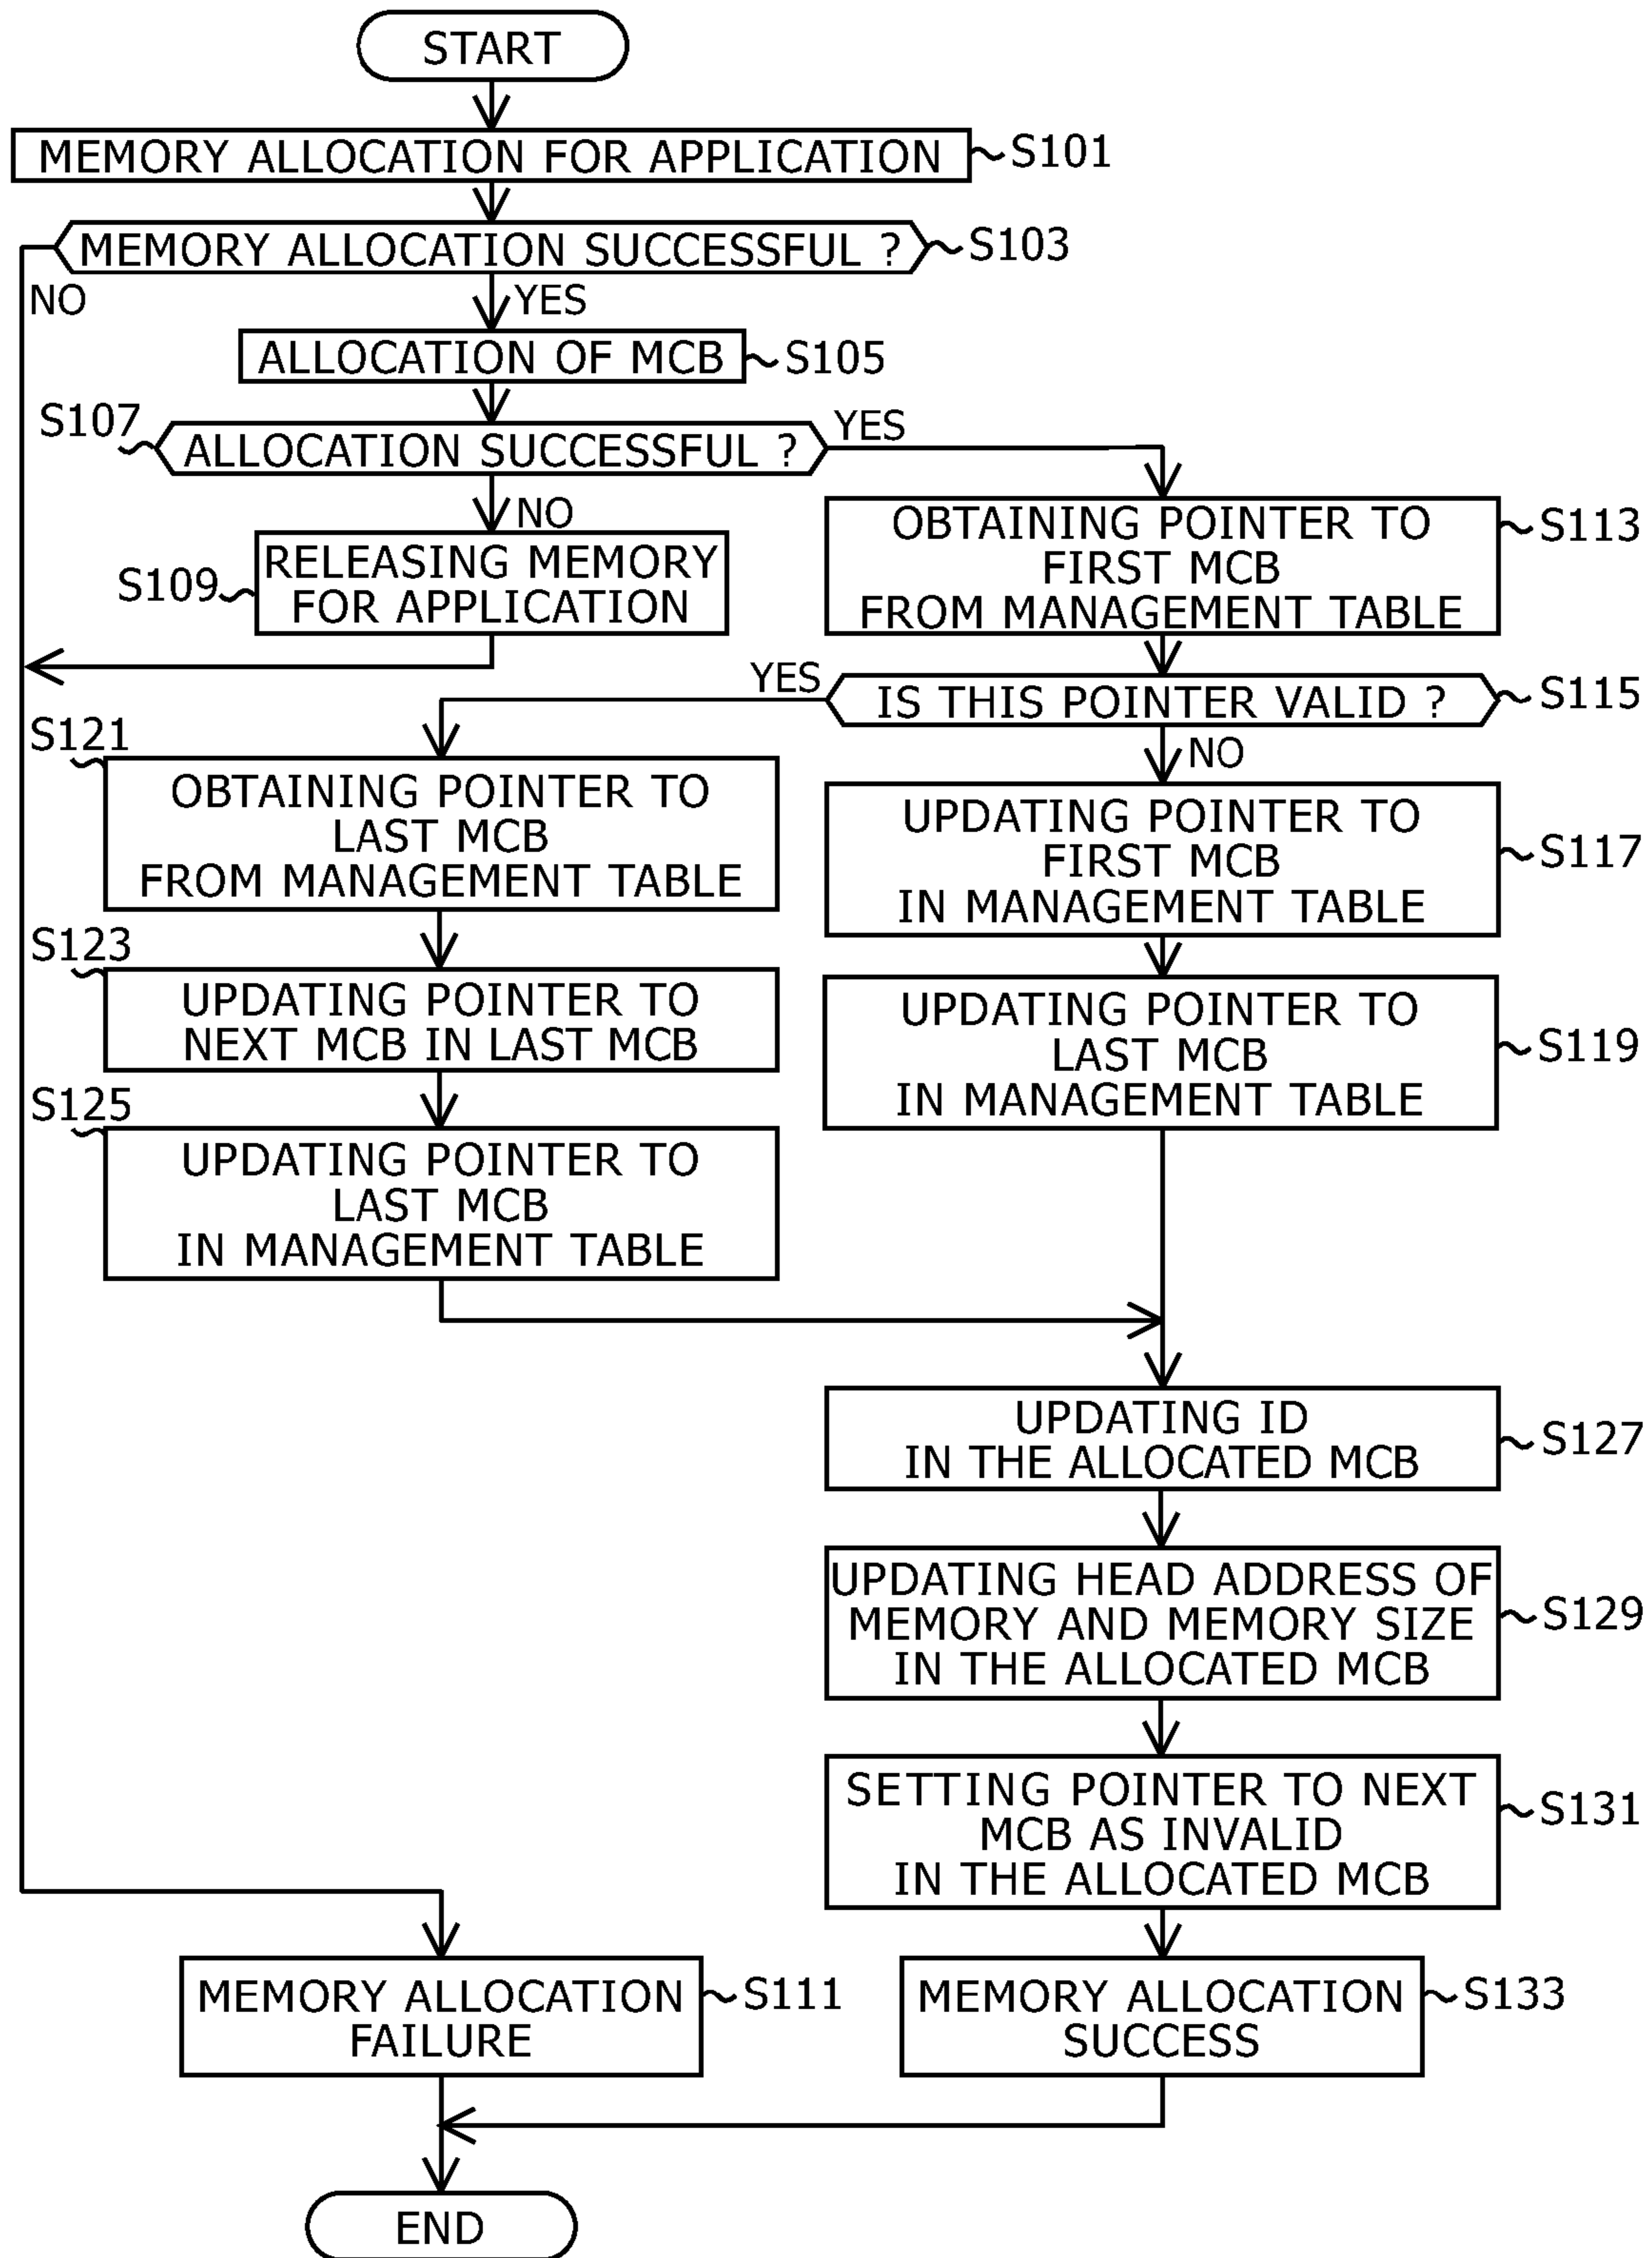 START
MEMORY ALLOCATION FOR APPLICATION
S101
MEMORY ALLOCATION SUCCESSFUL ?
S103
NO
YES
ALLOCATION OF MCB
S105
S107
ALLOCATION SUCCESSFUL ?
YES
NO
S109
RELEASING MEMORY
FOR APPLICATION
OBTAINING POINTER TO
FIRST MCB
FROM MANAGEMENT TABLE
S113
YES
IS THIS POINTER VALID ?
S115
NO
S121
OBTAINING POINTER TO
LAST MCB
FROM MANAGEMENT TABLE
UPDATING POINTER TO
FIRST MCB
IN MANAGEMENT TABLE
S117
S123
UPDATING POINTER TO
NEXT MCB IN LAST MCB
UPDATING POINTER TO
LAST MCB
IN MANAGEMENT TABLE
S119
S125
UPDATING POINTER TO
LAST MCB
IN MANAGEMENT TABLE
UPDATING ID
IN THE ALLOCATED MCB
S127
UPDATING HEAD ADDRESS OF
MEMORY AND MEMORY SIZE
IN THE ALLOCATED MCB
S129
SETTING POINTER TO NEXT
MCB AS INVALID
IN THE ALLOCATED MCB
S131
MEMORY ALLOCATION
FAILURE
S111
MEMORY ALLOCATION
SUCCESS
S133
END